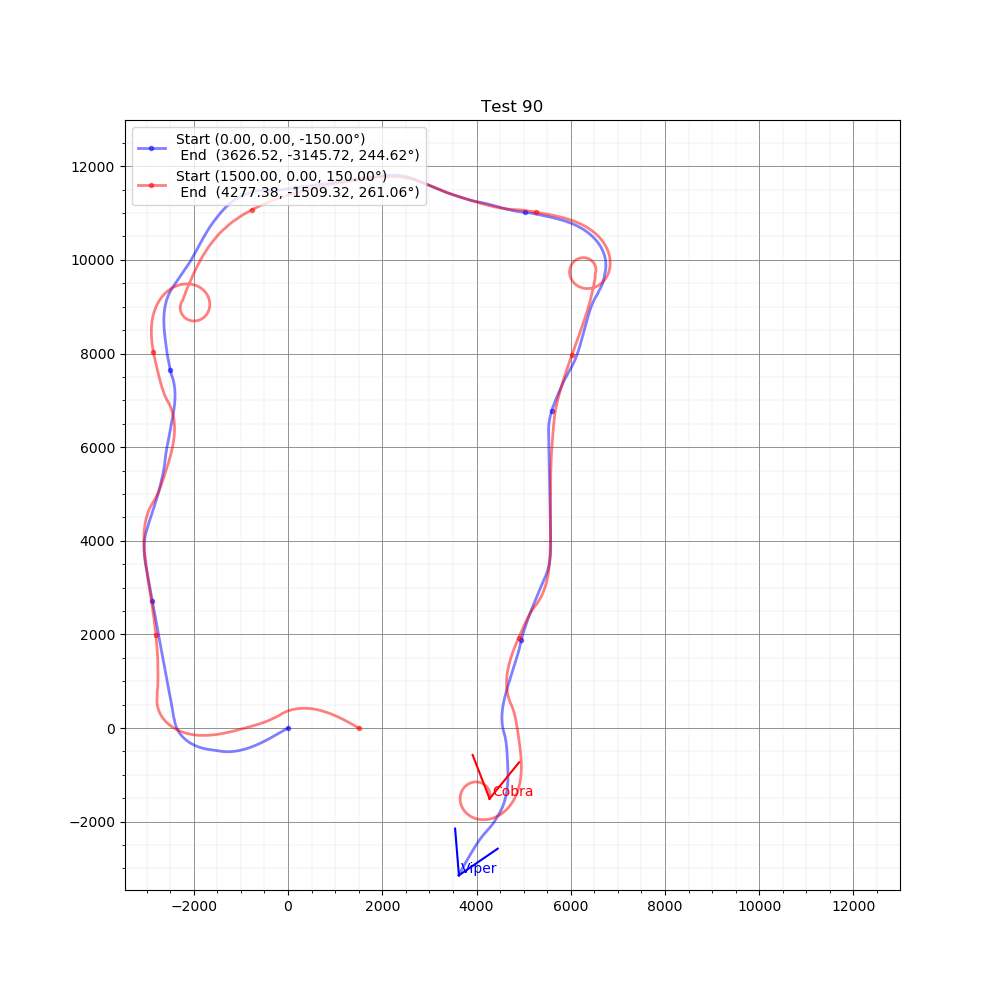 Test 90
Start (0.00, 0.00, -150.00°)
End (3626.52, -3145.72, 244.62°)
Start (1500.00, 0.00, 150.00°)
End (4277.38, -1509.32, 261.06°)
12000
10000
8000
6000
4000
2000
0
−2000
Cobra
Viper
−2000 0 2000 4000 6000 8000 10000 12000